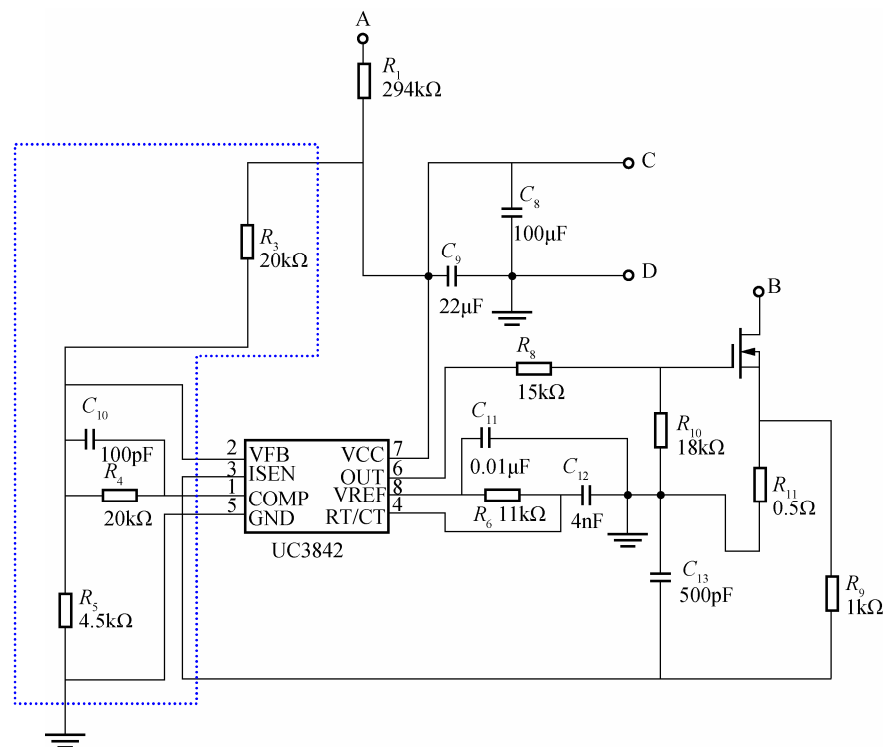 A
R1
294kΩ
C
R3
20kΩ
C8
100μF
C9
22μF
D
B
R8
15kΩ
C10
100pF
R4
20kΩ
2 VFB
3 ISEN
1 COMP
5 GND
VCC 7
OUT 6
VREF 8
RT/CT 4
UC3842
C11
0.01μF
C12
4nF
R6 11kΩ
R10
18kΩ
R11
0.5Ω
R5
4.5kΩ
C13
500pF
R9
1kΩ